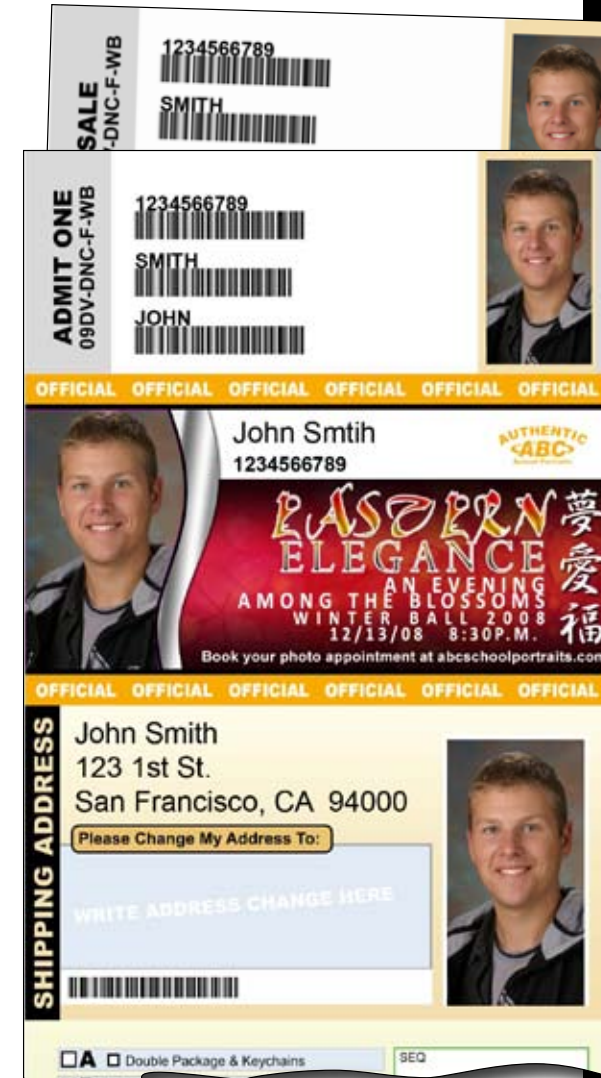 SALE
-DNC-F-WB
1234566789
SMITH
ADMIT ONE
09DV-DNC-F-WB
1234566789
SMITH
JOHN
OFFICIAL OFFICIAL OFFICIAL OFFICIAL OFFICIAL OFFICIAL
John Smtih
1234566789
AUTHENTIC
ABC
School Portraits
EASTERN
ELEGANCE
AN EVENING
AMONG THE BLOSSOMS
WINTER BALL 2008
12/13/08 8:30P.M.
夢
愛
福
Book your photo appointment at abcschoolportraits.com
OFFICIAL OFFICIAL OFFICIAL OFFICIAL OFFICIAL OFFICIAL
SHIPPING ADDRESS
John Smith
123 1st St.
San Francisco, CA 94000
Please Change My Address To:
WRITE ADDRESS CHANGE HERE
A Double Package & Keychains
SEQ